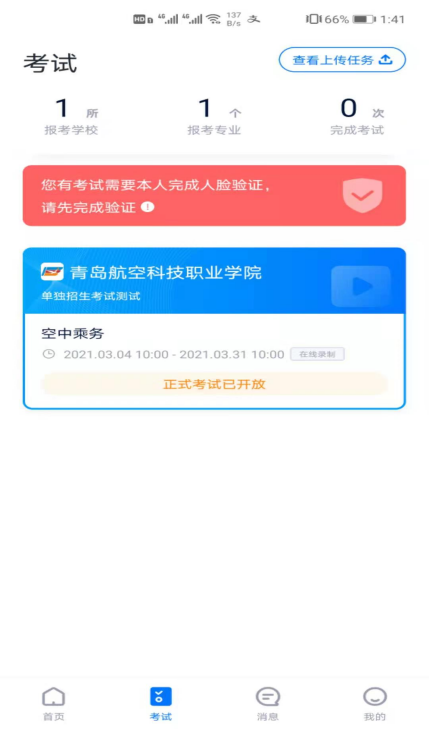 HD 4G 4G 137 B/s 66% 1:41
考试
查看上传任务
1 所
1 个
0 次
报考学校
报考专业
完成考试
您有考试需要本人完成人脸验证，
请先完成验证
青岛航空科技职业学院
单独招生考试测试
空中乘务
2021.03.04 10:00 - 2021.03.31 10:00 在线录制
正式考试已开放
首页
考试
消息
我的